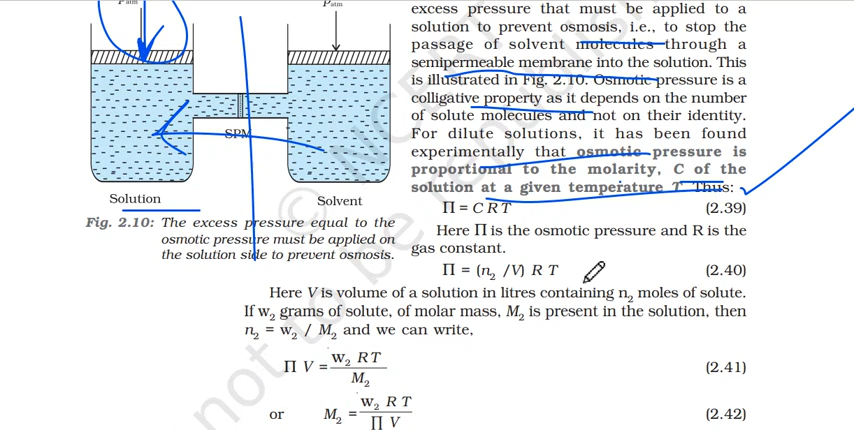 Patm
Patm
SPM
Solution
Solvent
Fig. 2.10: The excess pressure equal to the
osmotic pressure must be applied on
the solution side to prevent osmosis.
excess pressure that must be applied to a
solution to prevent osmosis, i.e., to stop the
passage of solvent molecules through a
semipermeable membrane into the solution. This
is illustrated in Fig. 2.10. Osmotic pressure is a
colligative property as it depends on the number
of solute molecules and not on their identity.
For dilute solutions, it has been found
experimentally that osmotic pressure is
proportional to the molarity, C of the
solution at a given temperature T. Thus:
Π = C R T (2.39)
Here Π is the osmotic pressure and R is the
gas constant.
Π = (n₂ /V) R T (2.40)
Here V is volume of a solution in litres containing n₂ moles of solute.
If w₂ grams of solute, of molar mass, M₂ is present in the solution, then
n₂ = w₂ / M₂ and we can write,
Π V = w₂ R T / M₂ (2.41)
or M₂ = w₂ R T / Π V (2.42)
© NCERT
not to be republished